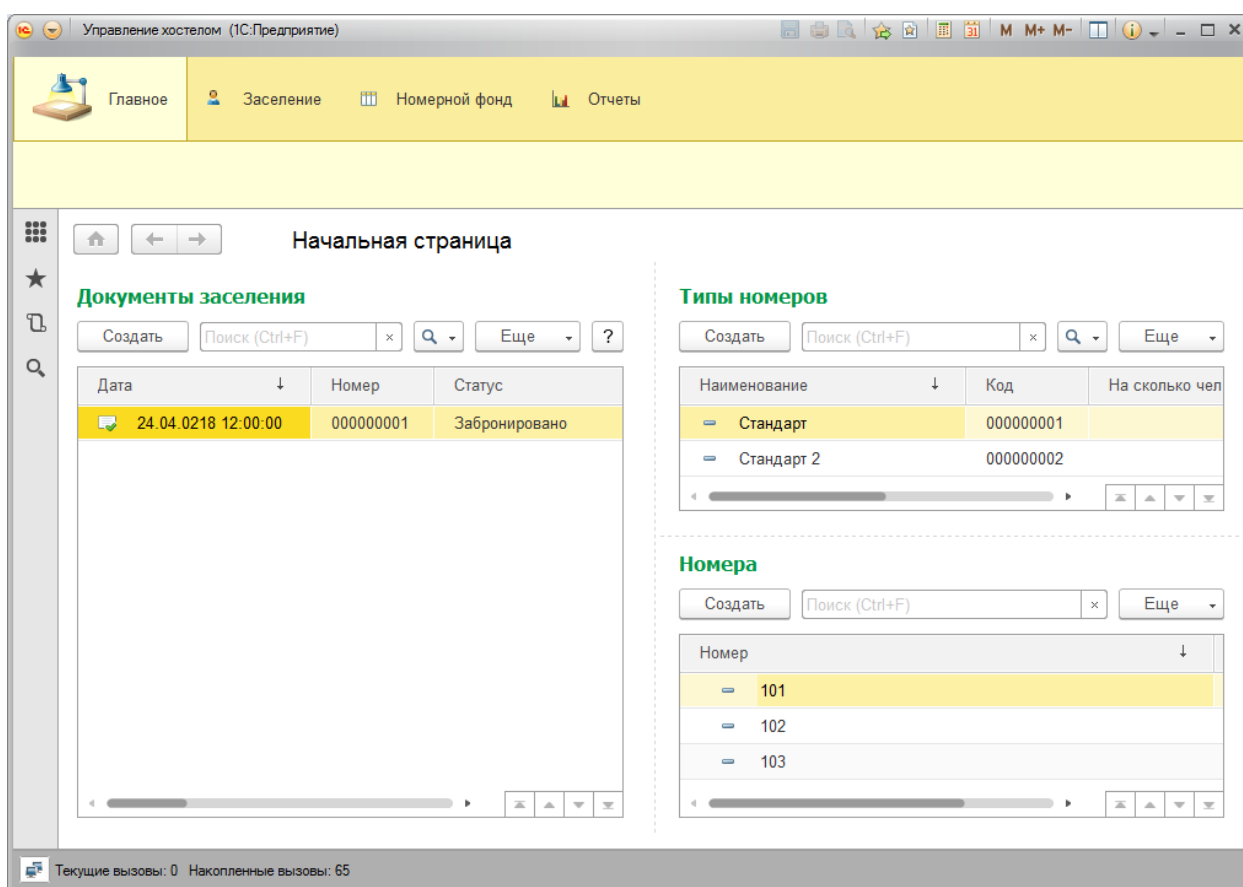 Управление хостелом (1С:Предприятие)
M M+ M-
Главное Заселение Номерной фонд Отчеты
Начальная страница
Документы заселения
Создать Поиск (Ctrl+F) × Еще ?
Дата ↓ Номер Статус
24.04.0218 12:00:00 000000001 Забронировано
Типы номеров
Создать Поиск (Ctrl+F) × Еще
Наименование ↓ Код На сколько чел
Стандарт 000000001
Стандарт 2 000000002
Номера
Создать Поиск (Ctrl+F) × Еще
Номер ↓
101
102
103
Текущие вызовы: 0 Накопленные вызовы: 65